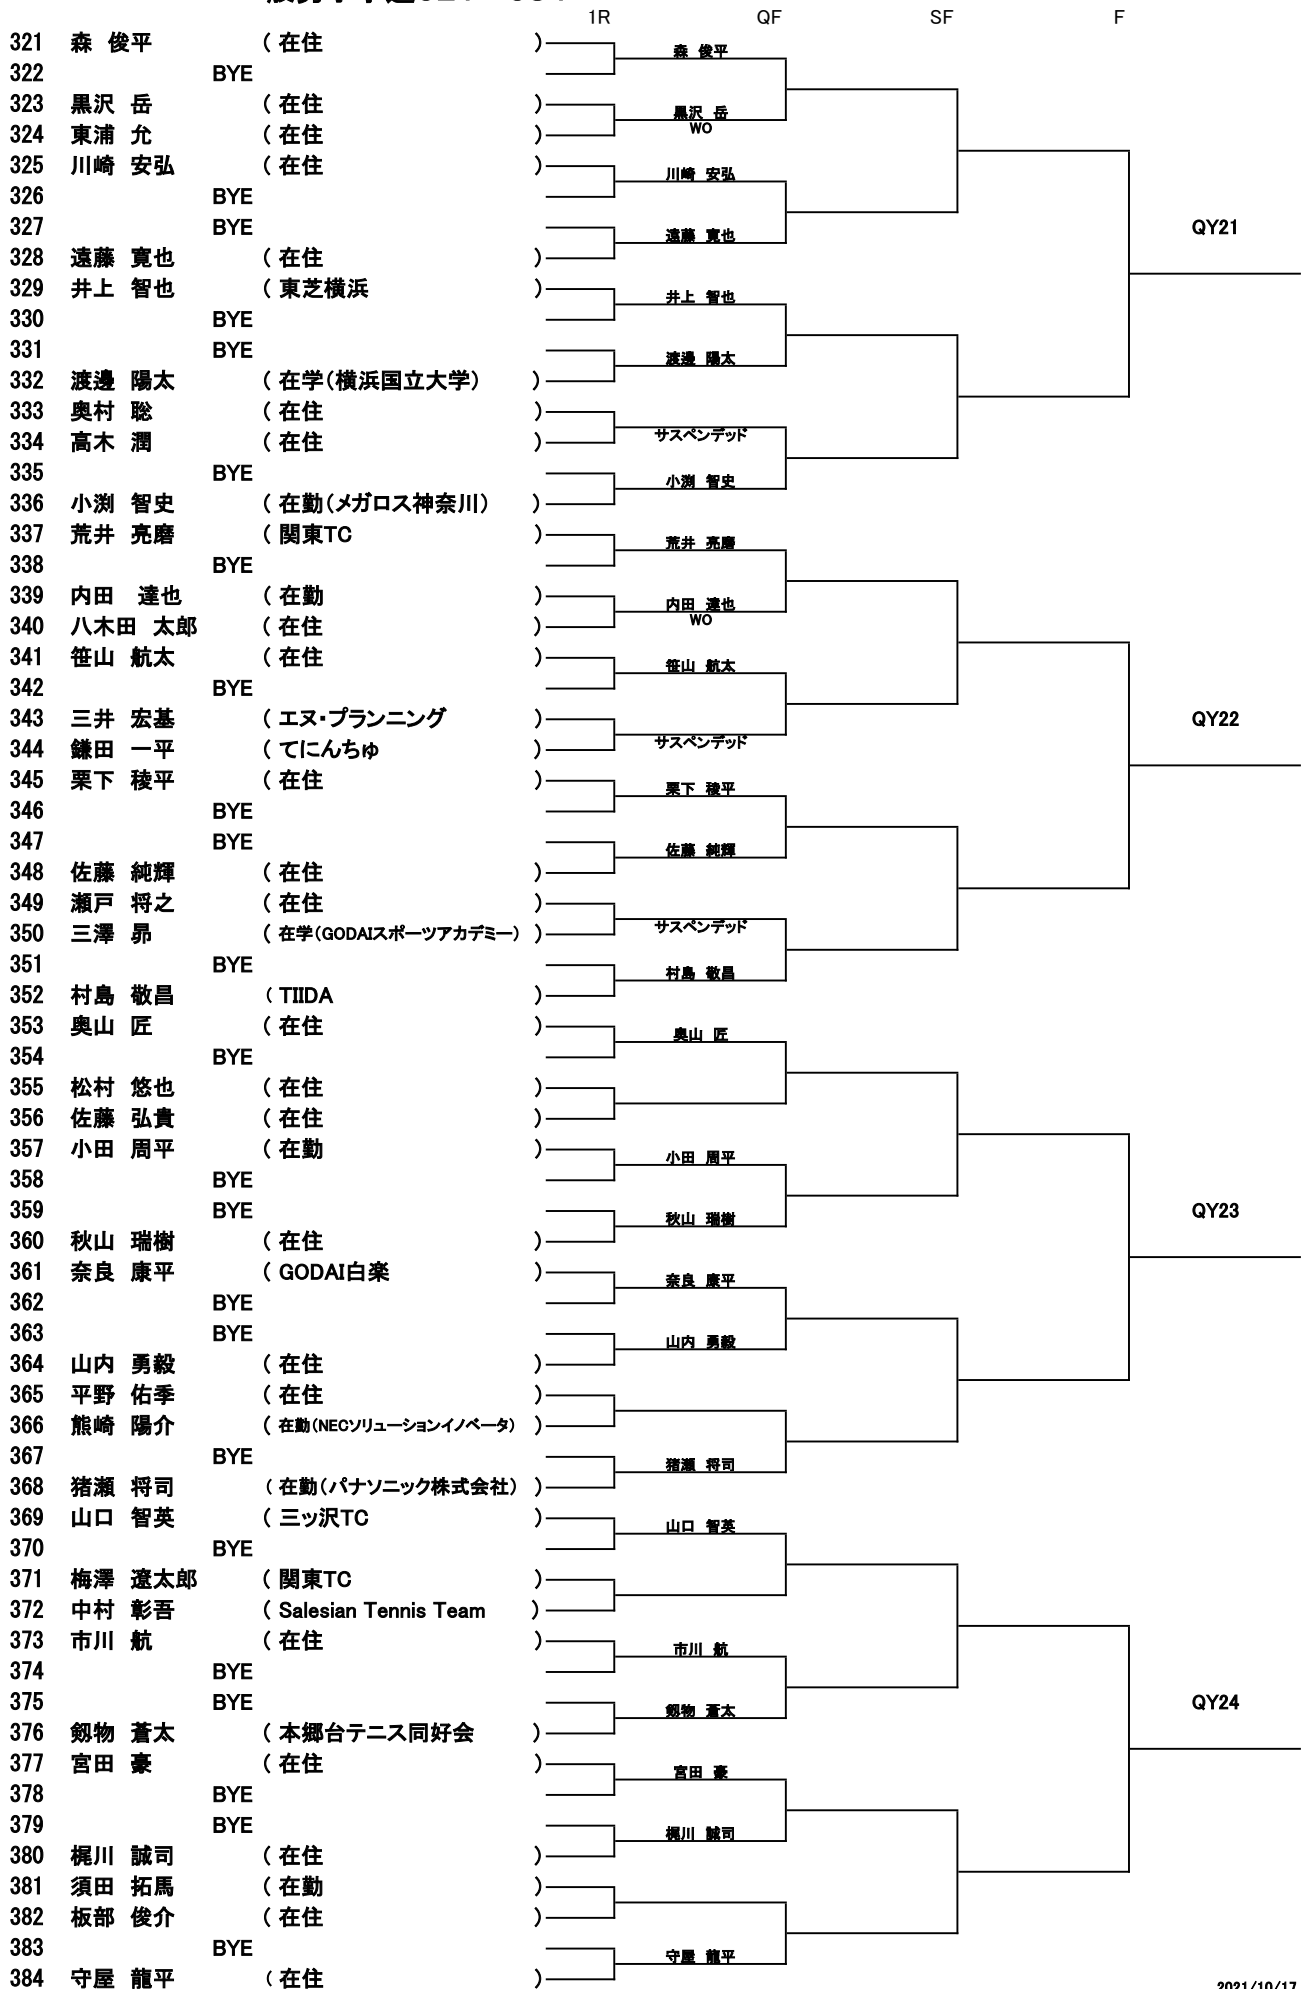 1R QF SF F
321 森 俊平 ( 在住 )
森 俊平
322 BYE
323 黒沢 岳 ( 在住 )
黒沢 岳
WO
324 東浦 允 ( 在住 )
325 川崎 安弘 ( 在住 )
川崎 安弘
326 BYE
327 BYE QY21
遠藤 寛也
328 遠藤 寛也 ( 在住 )
329 井上 智也 ( 東芝横浜 )
井上 智也
330 BYE
331 BYE
渡邊 陽太
332 渡邊 陽太 ( 在学(横浜国立大学) )
333 奥村 聡 ( 在住 )
サスペンデッド
334 高木 潤 ( 在住 )
335 BYE
小渕 智史
336 小渕 智史 ( 在勤(メガロス神奈川) )
337 荒井 亮磨 ( 関東TC )
荒井 亮磨
338 BYE
339 内田 達也 ( 在勤 )
内田 達也
WO
340 八木田 太郎 ( 在住 )
341 笹山 航太 ( 在住 )
笹山 航太
342 BYE
343 三井 宏基 ( エヌ・プランニング ) QY22
サスペンデッド
344 鎌田 一平 ( てにんちゅ )
345 栗下 稜平 ( 在住 )
栗下 稜平
346 BYE
347 BYE
佐藤 純輝
348 佐藤 純輝 ( 在住 )
349 瀬戸 将之 ( 在住 )
サスペンデッド
350 三澤 昴 ( 在学(GODAIスポーツアカデミー) )
351 BYE
村島 敬昌
352 村島 敬昌 ( TIIDA )
353 奥山 匠 ( 在住 )
奥山 匠
354 BYE
355 松村 悠也 ( 在住 )
356 佐藤 弘貴 ( 在住 )
357 小田 周平 ( 在勤 )
小田 周平
358 BYE
359 BYE QY23
秋山 瑞樹
360 秋山 瑞樹 ( 在住 )
361 奈良 康平 ( GODAI白楽 )
奈良 康平
362 BYE
363 BYE
山内 勇毅
364 山内 勇毅 ( 在住 )
365 平野 佑季 ( 在住 )
366 熊崎 陽介 ( 在勤(NECソリューションイノベータ) )
367 BYE
猪瀬 将司
368 猪瀬 将司 ( 在勤(パナソニック株式会社) )
369 山口 智英 ( 三ッ沢TC )
山口 智英
370 BYE
371 梅澤 遼太郎 ( 関東TC )
372 中村 彰吾 ( Salesian Tennis Team )
373 市川 航 ( 在住 )
市川 航
374 BYE
375 BYE QY24
剱物 蒼太
376 剱物 蒼太 ( 本郷台テニス同好会 )
377 宮田 豪 ( 在住 )
宮田 豪
378 BYE
379 BYE
梶川 誠司
380 梶川 誠司 ( 在住 )
381 須田 拓馬 ( 在勤 )
382 板部 俊介 ( 在住 )
383 BYE
守屋 龍平
384 守屋 龍平 ( 在住 )
2021/10/17